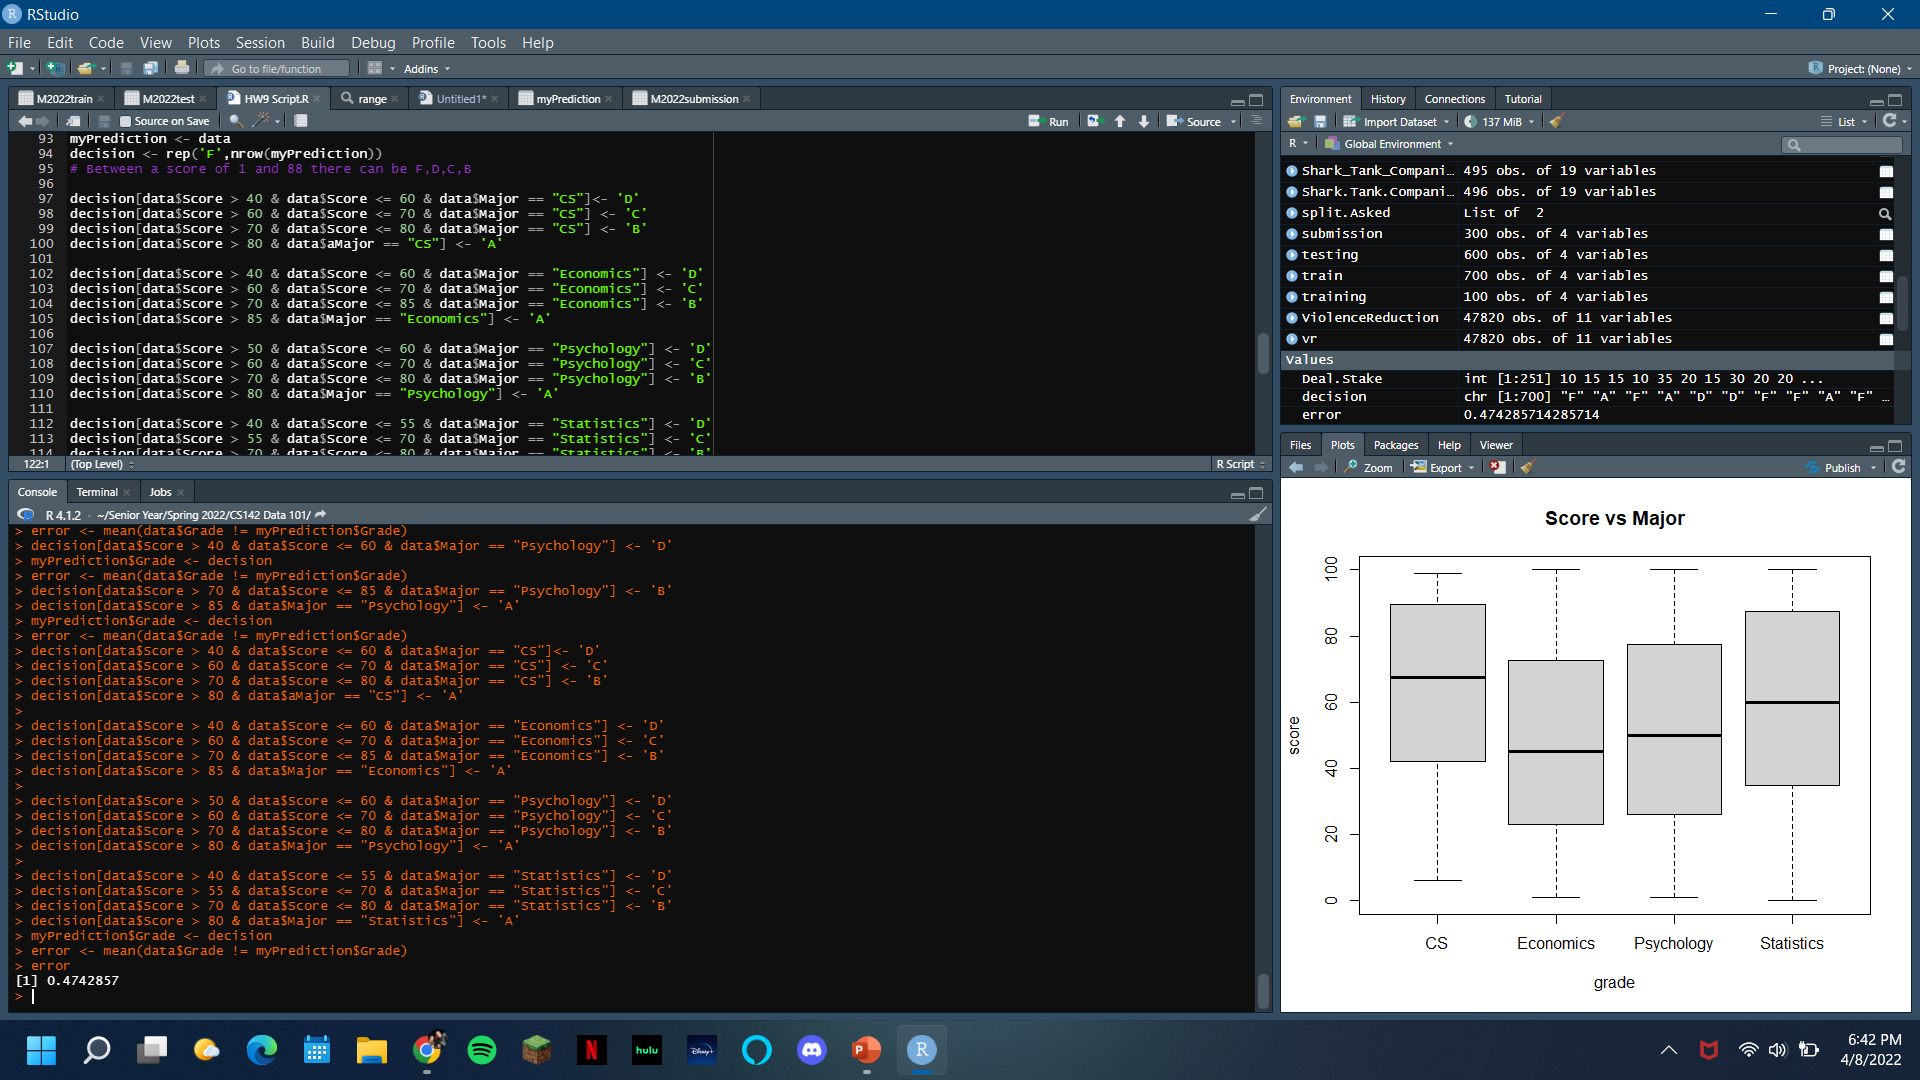 RStudio
File Edit Code View Plots Session Build Debug Profile Tools Help
Go to file/function Addins Project: (None)
M2022train M2022test HW9 Script.R range Untitled1* myPrediction M2022submission
Source on Save Run Source
93 myPrediction <- data
94 decision <- rep('F',nrow(myPrediction))
95 # Between a score of 1 and 88 there can be F,D,C,B
96
97 decision[data$Score > 40 & data$Score <= 60 & data$Major == "CS"]<- 'D'
98 decision[data$Score > 60 & data$Score <= 70 & data$Major == "CS"] <- 'C'
99 decision[data$Score > 70 & data$Score <= 80 & data$Major == "CS"] <- 'B'
100 decision[data$Score > 80 & data$aMajor == "CS"] <- 'A'
101
102 decision[data$Score > 40 & data$Score <= 60 & data$Major == "Economics"] <- 'D'
103 decision[data$Score > 60 & data$Score <= 70 & data$Major == "Economics"] <- 'C'
104 decision[data$Score > 70 & data$Score <= 85 & data$Major == "Economics"] <- 'B'
105 decision[data$Score > 85 & data$Major == "Economics"] <- 'A'
106
107 decision[data$Score > 50 & data$Score <= 60 & data$Major == "Psychology"] <- 'D'
108 decision[data$Score > 60 & data$Score <= 70 & data$Major == "Psychology"] <- 'C'
109 decision[data$Score > 70 & data$Score <= 80 & data$Major == "Psychology"] <- 'B'
110 decision[data$Score > 80 & data$Major == "Psychology"] <- 'A'
111
112 decision[data$Score > 40 & data$Score <= 55 & data$Major == "Statistics"] <- 'D'
113 decision[data$Score > 55 & data$Score <= 70 & data$Major == "Statistics"] <- 'C'
114 decision[data$Score > 70 & data$Score <= 80 & data$Major == "Statistics"] <- 'B'
122:1 (Top Level) R Script
Console Terminal Jobs
R 4.1.2 · ~/Senior Year/Spring 2022/CS142 Data 101/
> error <- mean(data$Grade != myPrediction$Grade)
> decision[data$Score > 40 & data$Score <= 60 & data$Major == "Psychology"] <- 'D'
> myPrediction$Grade <- decision
> error <- mean(data$Grade != myPrediction$Grade)
> decision[data$Score > 70 & data$Score <= 85 & data$Major == "Psychology"] <- 'B'
> decision[data$Score > 85 & data$Major == "Psychology"] <- 'A'
> myPrediction$Grade <- decision
> error <- mean(data$Grade != myPrediction$Grade)
> decision[data$Score > 40 & data$Score <= 60 & data$Major == "CS"]<- 'D'
> decision[data$Score > 60 & data$Score <= 70 & data$Major == "CS"] <- 'C'
> decision[data$Score > 70 & data$Score <= 80 & data$Major == "CS"] <- 'B'
> decision[data$Score > 80 & data$aMajor == "CS"] <- 'A'
>
> decision[data$Score > 40 & data$Score <= 60 & data$Major == "Economics"] <- 'D'
> decision[data$Score > 60 & data$Score <= 70 & data$Major == "Economics"] <- 'C'
> decision[data$Score > 70 & data$Score <= 85 & data$Major == "Economics"] <- 'B'
> decision[data$Score > 85 & data$Major == "Economics"] <- 'A'
>
> decision[data$Score > 50 & data$Score <= 60 & data$Major == "Psychology"] <- 'D'
> decision[data$Score > 60 & data$Score <= 70 & data$Major == "Psychology"] <- 'C'
> decision[data$Score > 70 & data$Score <= 80 & data$Major == "Psychology"] <- 'B'
> decision[data$Score > 80 & data$Major == "Psychology"] <- 'A'
>
> decision[data$Score > 40 & data$Score <= 55 & data$Major == "Statistics"] <- 'D'
> decision[data$Score > 55 & data$Score <= 70 & data$Major == "Statistics"] <- 'C'
> decision[data$Score > 70 & data$Score <= 80 & data$Major == "Statistics"] <- 'B'
> decision[data$Score > 80 & data$Major == "Statistics"] <- 'A'
> myPrediction$Grade <- decision
> error <- mean(data$Grade != myPrediction$Grade)
> error
[1] 0.4742857
>
Environment History Connections Tutorial
Import Dataset 137 MiB List
R Global Environment
Shark_Tank_Compani… 495 obs. of 19 variables
Shark.Tank.Compani… 496 obs. of 19 variables
split.Asked List of 2
submission 300 obs. of 4 variables
testing 600 obs. of 4 variables
train 700 obs. of 4 variables
training 100 obs. of 4 variables
ViolenceReduction 47820 obs. of 11 variables
vr 47820 obs. of 11 variables
Values
Deal.Stake int [1:251] 10 15 15 10 35 20 15 30 20 20 ...
decision chr [1:700] "F" "A" "F" "A" "D" "D" "F" "F" "A" "F" …
error 0.474285714285714
Files Plots Packages Help Viewer
Zoom Export Publish
Score vs Major
score
100
80
60
40
20
0
CS Economics Psychology Statistics
grade
N hulu Disney+ P R
6:42 PM
4/8/2022